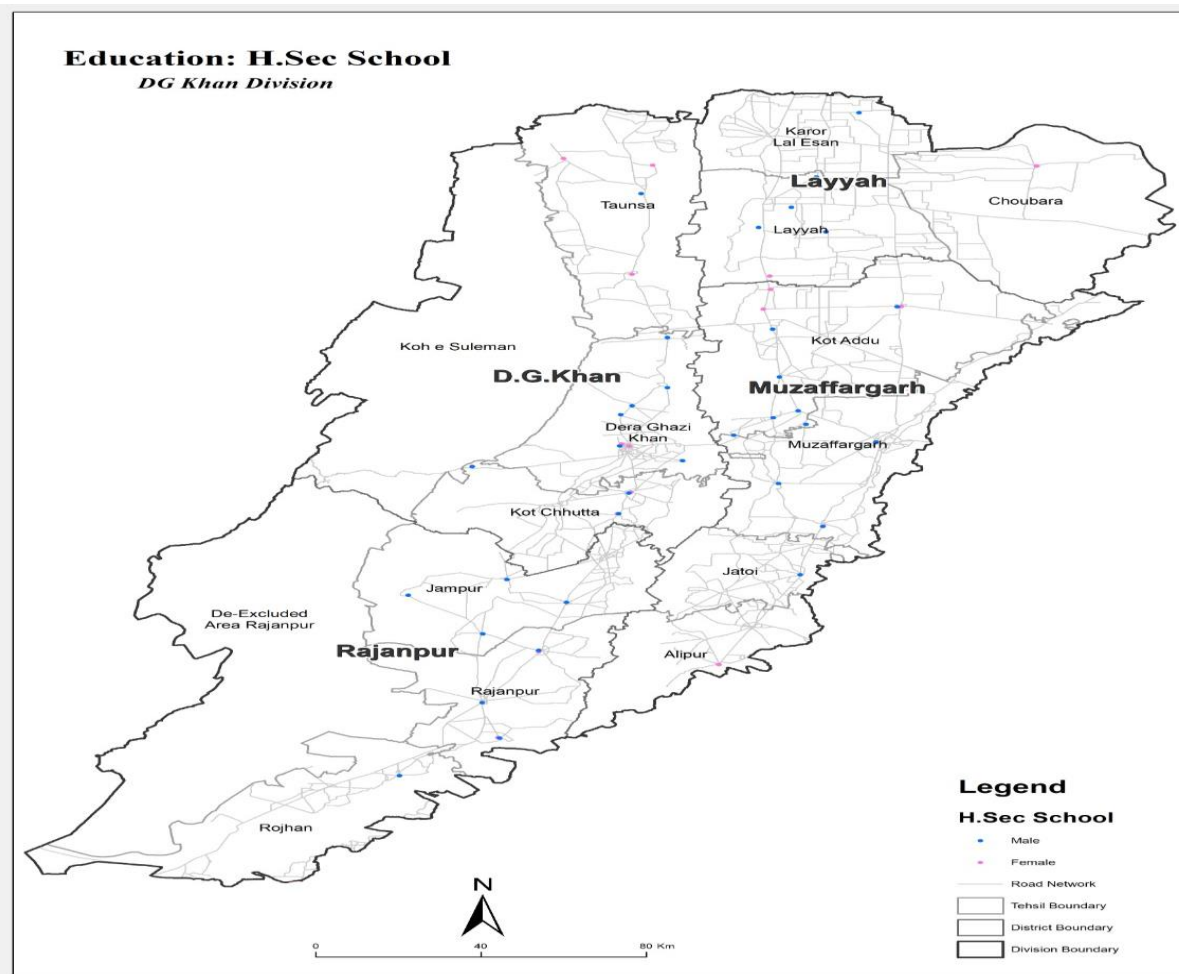 Education: H.Sec School
DG Khan Division
Karor
Lal Esan
Layyah
Choubara
Taunsa
Layyah
Koh e Suleman
Kot Addu
D.G.Khan
Muzaffargarh
Dera Ghazi
Khan
Muzaffargarh
Kot Chhutta
Jatoi
Jampur
De-Excluded
Area Rajanpur
Rajanpur
Alipur
Rajanpur
Rojhan
Legend
H.Sec School
Male
Female
Road Network
Tehsil Boundary
District Boundary
Division Boundary
N
0 40 80 Km